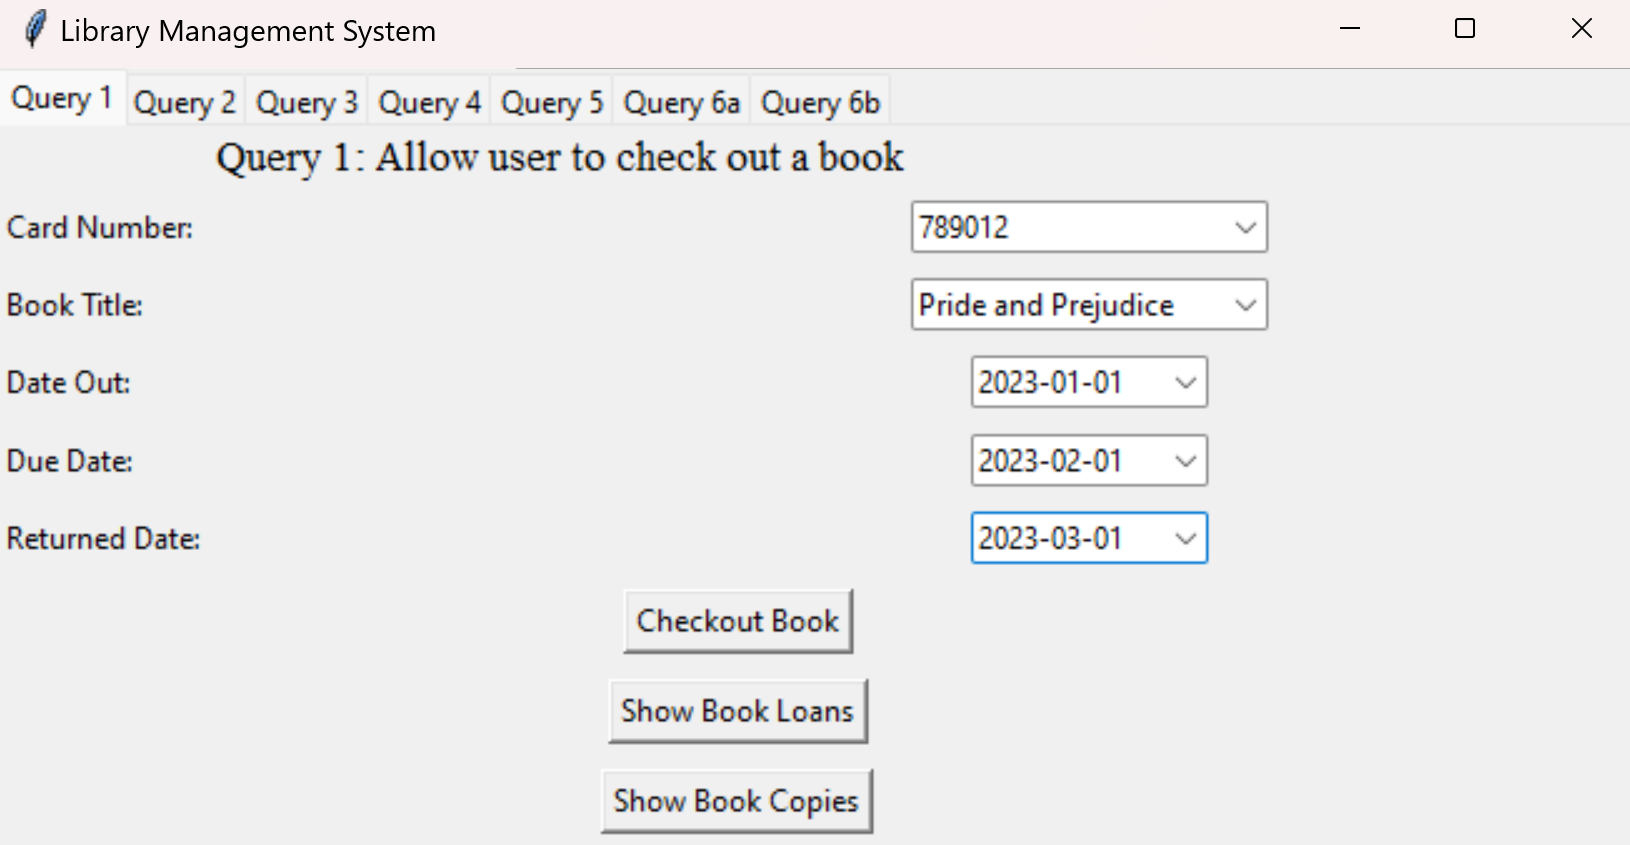 Library Management System
Query 1 Query 2 Query 3 Query 4 Query 5 Query 6a Query 6b
Query 1: Allow user to check out a book
Card Number: 789012
Book Title: Pride and Prejudice
Date Out: 2023-01-01
Due Date: 2023-02-01
Returned Date: 2023-03-01
Checkout Book
Show Book Loans
Show Book Copies